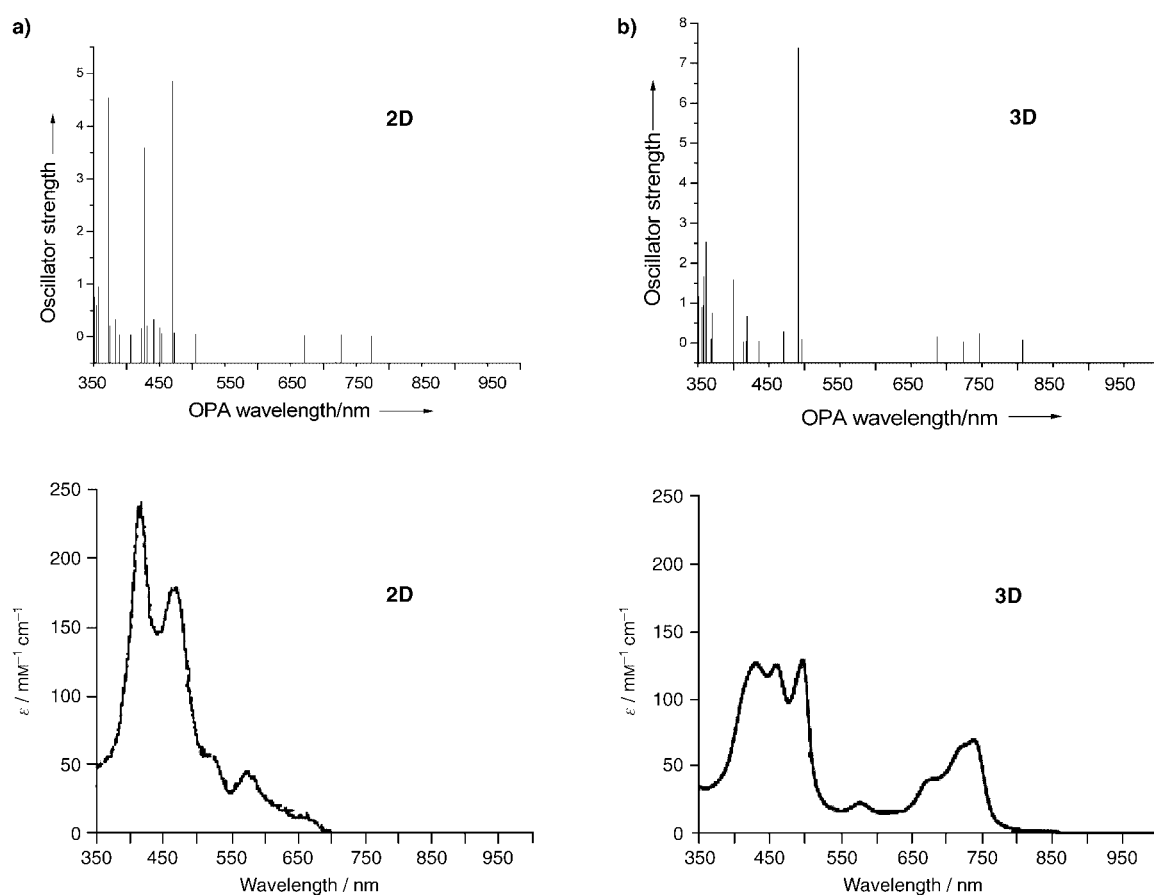 a)
5
4
3
2
1
0
Oscillator strength
2D
350 450 550 650 750 850 950
OPA wavelength/nm
b)
8
7
6
5
4
3
2
1
0
Oscillator strength
3D
350 450 550 650 750 850 950
OPA wavelength/nm
250
200
150
100
50
0
ε / mM⁻¹ cm⁻¹
2D
350 450 550 650 750 850 950
Wavelength / nm
250
200
150
100
50
0
ε / mM⁻¹ cm⁻¹
3D
350 450 550 650 750 850 950
Wavelength / nm